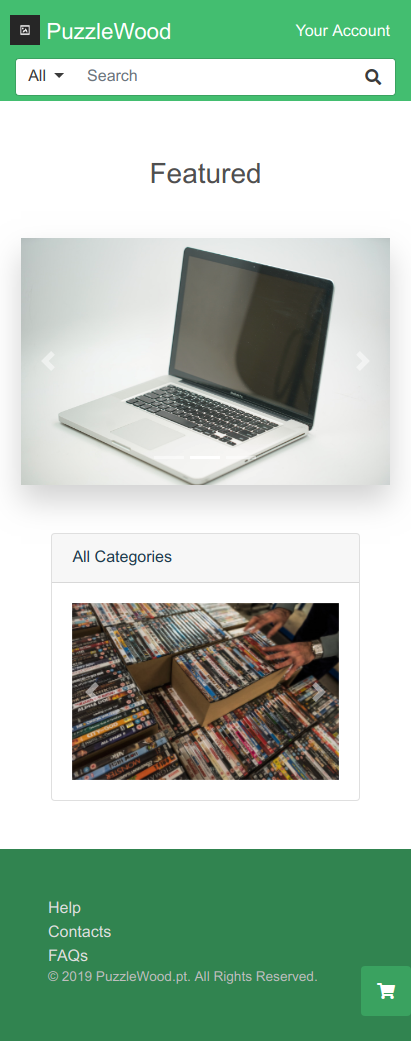 PuzzleWood
Your Account
All
Search
Featured
All Categories
Help
Contacts
FAQs
© 2019 PuzzleWood.pt. All Rights Reserved.